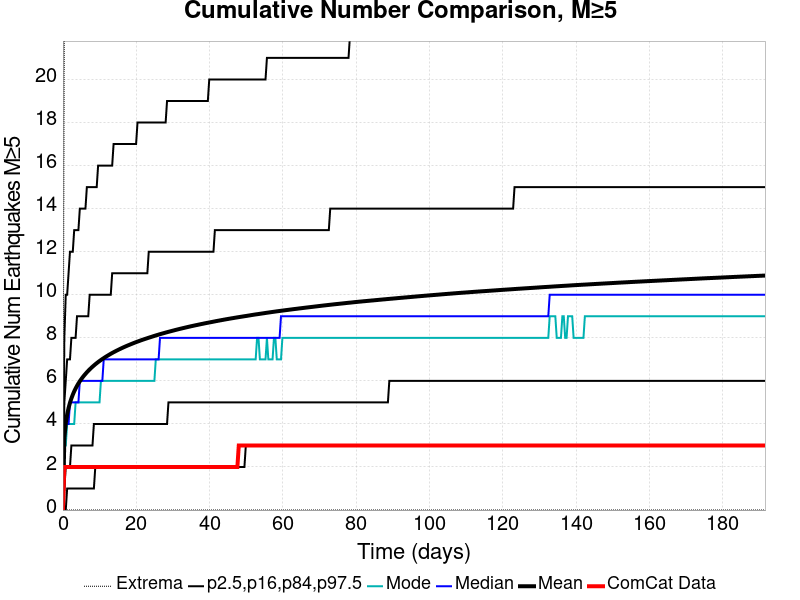 Cumulative Number Comparison, M≥5
Cumulative Num Earthquakes M≥5
20
18
16
14
12
10
8
6
4
2
0
0 20 40 60 80 100 120 140 160 180
Time (days)
Extrema p2.5,p16,p84,p97.5 Mode Median Mean ComCat Data